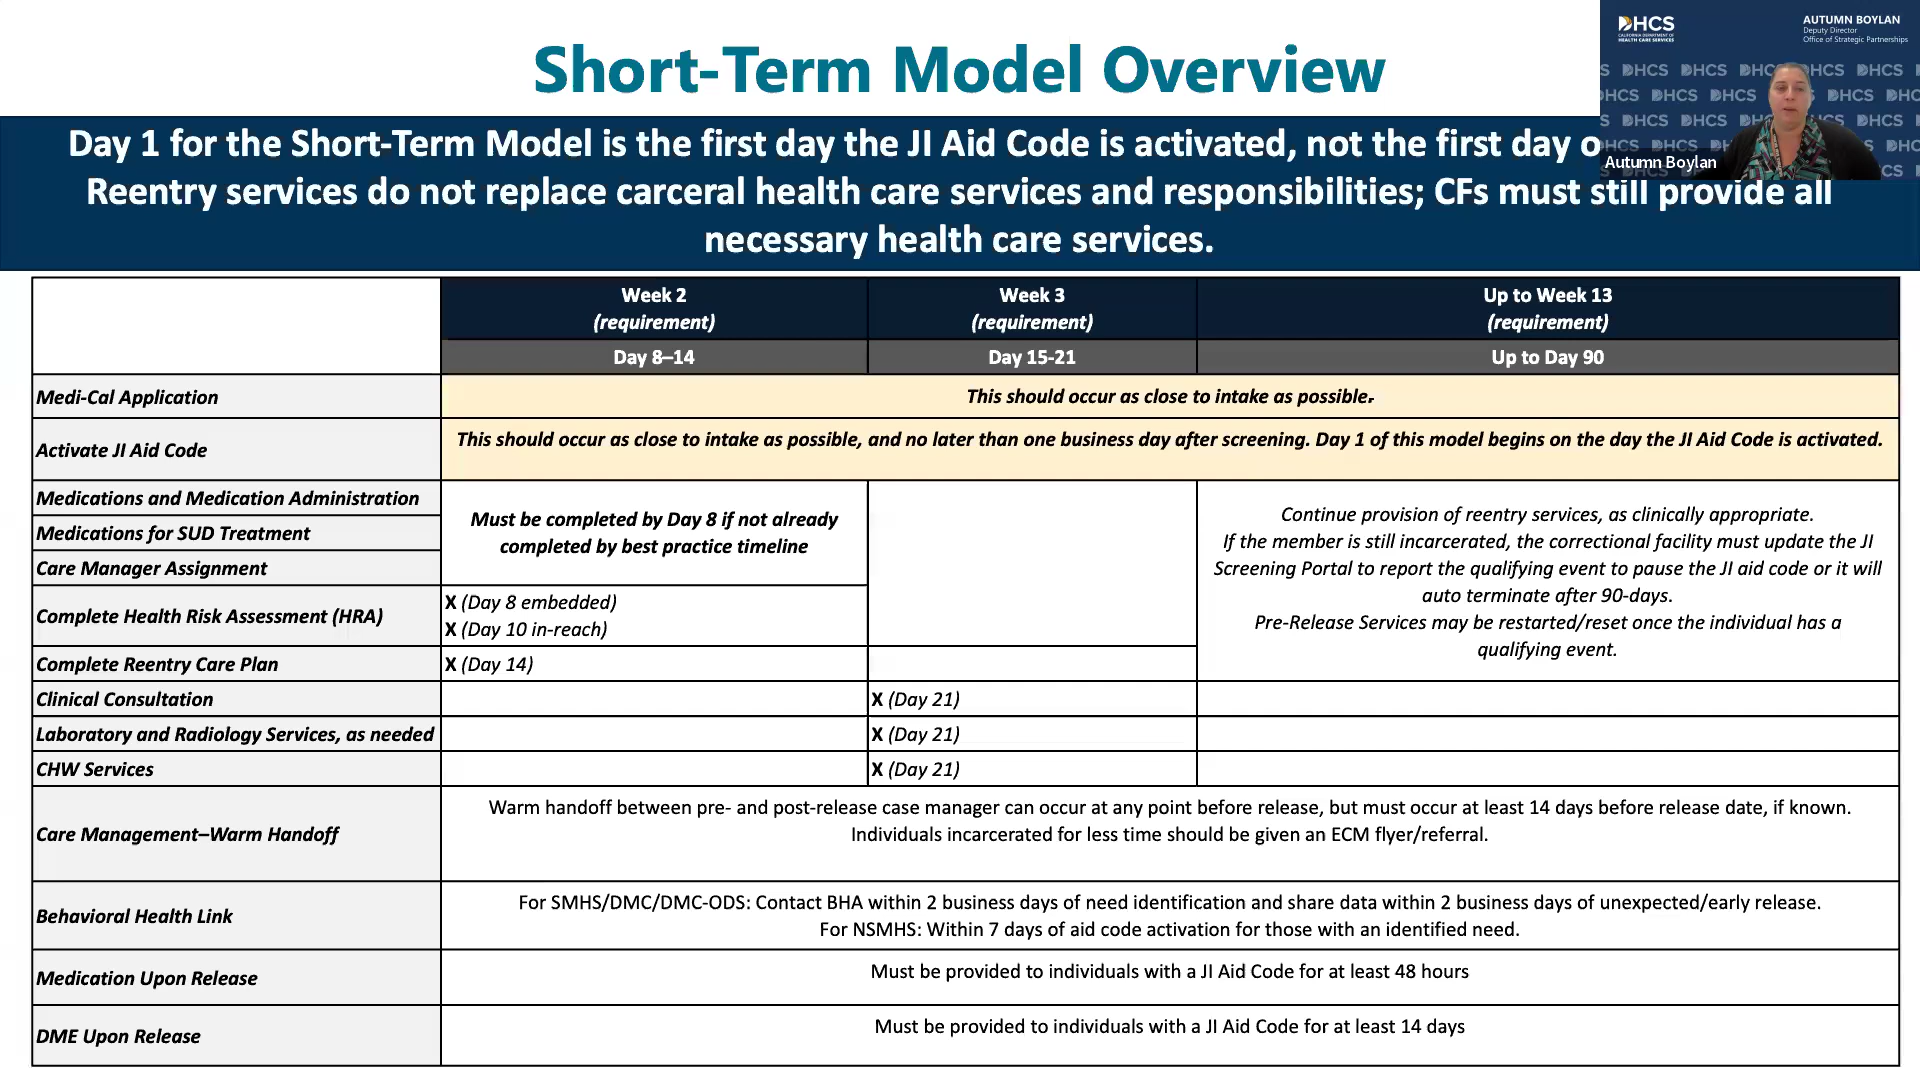 Short-Term Model Overview
DHCS
CALIFORNIA DEPARTMENT OF
HEALTH CARE SERVICES
AUTUMN BOYLAN
Deputy Director
Office of Strategic Partnerships
Autumn Boylan
Day 1 for the Short-Term Model is the first day the JI Aid Code is activated, not the first day o
Reentry services do not replace carceral health care services and responsibilities; CFs must still provide all
necessary health care services.
Week 2
(requirement)
Week 3
(requirement)
Up to Week 13
(requirement)
Day 8–14
Day 15-21
Up to Day 90
Medi-Cal Application
This should occur as close to intake as possible.
Activate JI Aid Code
This should occur as close to intake as possible, and no later than one business day after screening. Day 1 of this model begins on the day the JI Aid Code is activated.
Medications and Medication Administration
Medications for SUD Treatment
Care Manager Assignment
Must be completed by Day 8 if not already
completed by best practice timeline
Continue provision of reentry services, as clinically appropriate.
If the member is still incarcerated, the correctional facility must update the JI
Screening Portal to report the qualifying event to pause the JI aid code or it will
auto terminate after 90-days.
Pre-Release Services may be restarted/reset once the individual has a
qualifying event.
Complete Health Risk Assessment (HRA)
X (Day 8 embedded)
X (Day 10 in-reach)
Complete Reentry Care Plan
X (Day 14)
Clinical Consultation
X (Day 21)
Laboratory and Radiology Services, as needed
X (Day 21)
CHW Services
X (Day 21)
Care Management–Warm Handoff
Warm handoff between pre- and post-release case manager can occur at any point before release, but must occur at least 14 days before release date, if known.
Individuals incarcerated for less time should be given an ECM flyer/referral.
Behavioral Health Link
For SMHS/DMC/DMC-ODS: Contact BHA within 2 business days of need identification and share data within 2 business days of unexpected/early release.
For NSMHS: Within 7 days of aid code activation for those with an identified need.
Medication Upon Release
Must be provided to individuals with a JI Aid Code for at least 48 hours
DME Upon Release
Must be provided to individuals with a JI Aid Code for at least 14 days